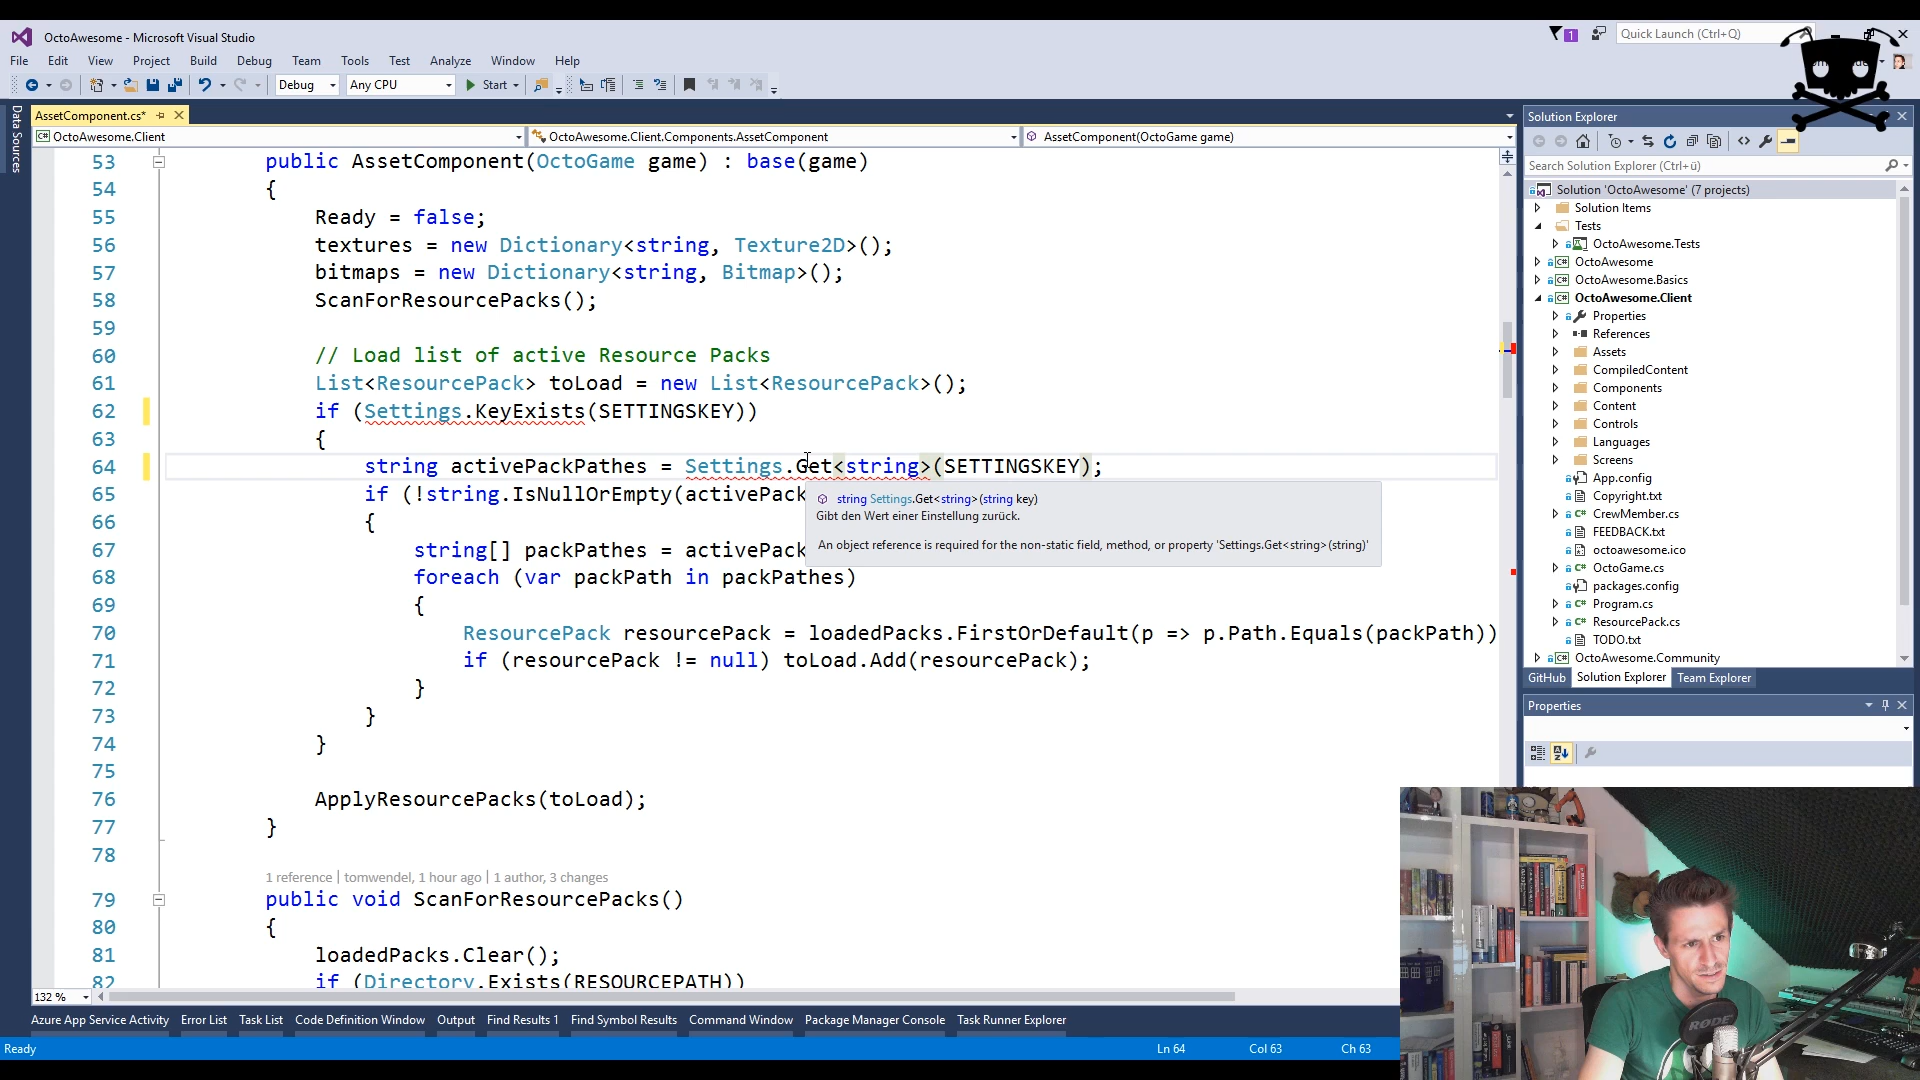 OctoAwesome - Microsoft Visual Studio
1
Quick Launch (Ctrl+Q)
File Edit View Project Build Debug Team Tools Test Analyze Window Help
Debug Any CPU Start
Data Sources
AssetComponent.cs*
OctoAwesome.Client OctoAwesome.Client.Components.AssetComponent AssetComponent(OctoGame game)
53 public AssetComponent(OctoGame game) : base(game)
54 {
55 Ready = false;
56 textures = new Dictionary<string, Texture2D>();
57 bitmaps = new Dictionary<string, Bitmap>();
58 ScanForResourcePacks();
59
60 // Load list of active Resource Packs
61 List<ResourcePack> toLoad = new List<ResourcePack>();
62 if (Settings.KeyExists(SETTINGSKEY))
63 {
64 string activePackPathes = Settings.Get<string>(SETTINGSKEY);
65 if (!string.IsNullOrEmpty(activePack
string Settings.Get<string>(string key)
Gibt den Wert einer Einstellung zurück.
An object reference is required for the non-static field, method, or property 'Settings.Get<string>(string)'
66 {
67 string[] packPathes = activePack
68 foreach (var packPath in packPathes)
69 {
70 ResourcePack resourcePack = loadedPacks.FirstOrDefault(p => p.Path.Equals(packPath))
71 if (resourcePack != null) toLoad.Add(resourcePack);
72 }
73 }
74 }
75
76 ApplyResourcePacks(toLoad);
77 }
78
1 reference | tomwendel, 1 hour ago | 1 author, 3 changes
79 public void ScanForResourcePacks()
80 {
81 loadedPacks.Clear();
82 if (Directory.Exists(RESOURCEPATH))
132 %
Azure App Service Activity Error List Task List Code Definition Window Output Find Results 1 Find Symbol Results Command Window Package Manager Console Task Runner Explorer
Ready Ln 64 Col 63 Ch 63
Solution Explorer
Search Solution Explorer (Ctrl+ü)
Solution 'OctoAwesome' (7 projects)
Solution Items
Tests
OctoAwesome.Tests
OctoAwesome
OctoAwesome.Basics
OctoAwesome.Client
Properties
References
Assets
CompiledContent
Components
Content
Controls
Languages
Screens
App.config
Copyright.txt
CrewMember.cs
FEEDBACK.txt
octoawesome.ico
OctoGame.cs
packages.config
Program.cs
ResourcePack.cs
TODO.txt
OctoAwesome.Community
GitHub Solution Explorer Team Explorer
Properties
RØDE